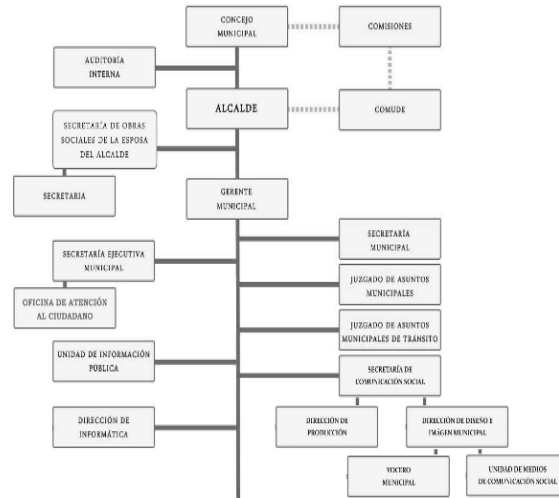 CONCEJO
MUNICIPAL
COMISIONES
AUDITORÍA
INTERNA
ALCALDE
COMUDE
SECRETARÍA DE OBRAS
SOCIALES DE LA ESPOSA
DEL ALCALDE
SECRETARIA
GERENTE
MUNICIPAL
SECRETARÍA
MUNICIPAL
SECRETARÍA EJECUTIVA
MUNICIPAL
JUZGADO DE ASUNTOS
MUNICIPALES
OFICINA DE ATENCIÓN
AL CIUDADANO
JUZGADO DE ASUNTOS
MUNICIPALES DE TRÁNSITO
UNIDAD DE INFORMACIÓN
PÚBLICA
SECRETARÍA DE
COMUNICACIÓN SOCIAL
DIRECCIÓN DE
INFORMÁTICA
DIRECCIÓN DE
PRODUCCIÓN
DIRECCIÓN DE DISEÑO E
IMÁGEN MUNICIPAL
VOCERO
MUNICIPAL
UNIDAD DE MEDIOS
DE COMUNICACIÓN SOCIAL